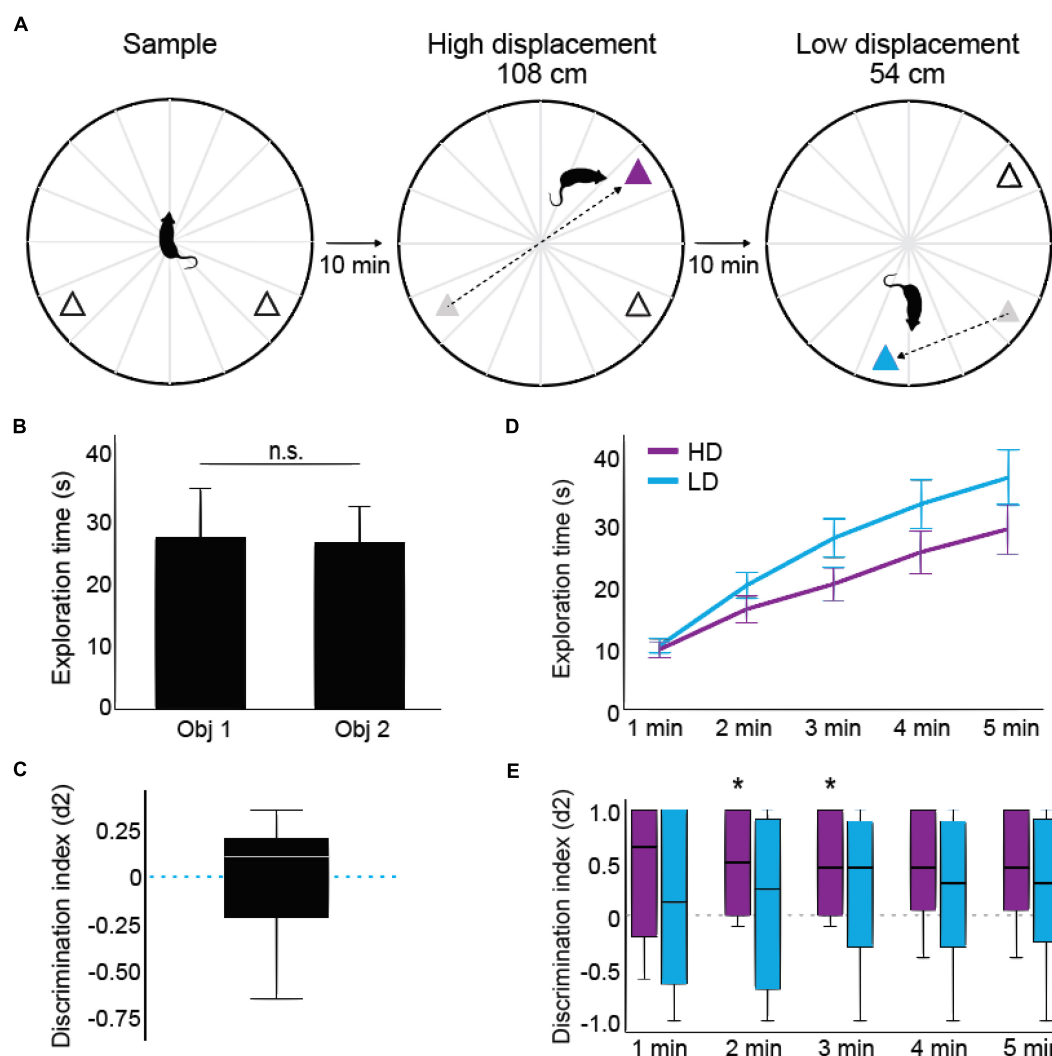 A
Sample
High displacement
108 cm
Low displacement
54 cm
10 min
10 min
B
Exploration time (s)
40
30
20
10
0
n.s.
Obj 1
Obj 2
D
Exploration time (s)
40
30
20
10
0
HD
LD
1 min
2 min
3 min
4 min
5 min
C
Discrimination index (d2)
0.25
0
-0.25
-0.50
-0.75
E
Discrimination index (d2)
1.0
0.5
0
-0.5
-1.0
*
*
1 min
2 min
3 min
4 min
5 min